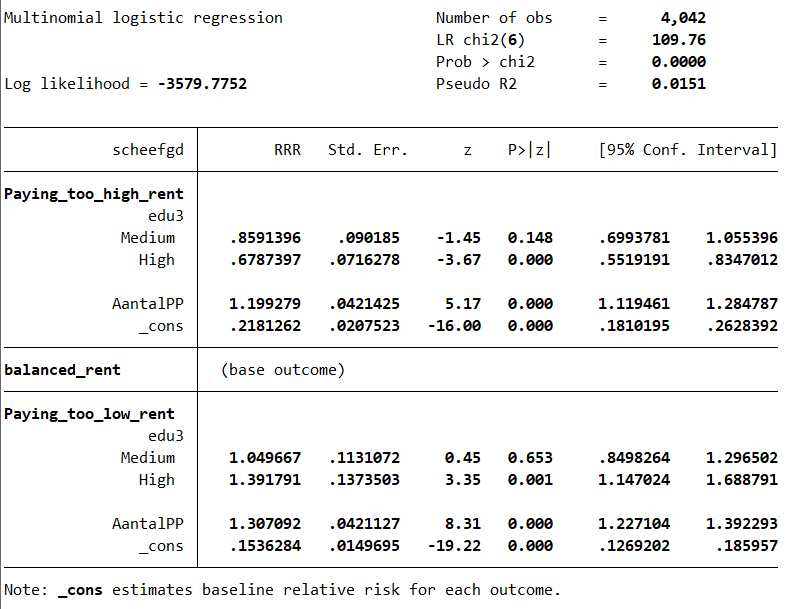 Multinomial logistic regression Number of obs = 4,042
LR chi2(6) = 109.76
Prob > chi2 = 0.0000
Log likelihood = -3579.7752 Pseudo R2 = 0.0151
scheefgd RRR Std. Err. z P>|z| [95% Conf. Interval]
Paying_too_high_rent
edu3
Medium .8591396 .090185 -1.45 0.148 .6993781 1.055396
High .6787397 .0716278 -3.67 0.000 .5519191 .8347012
AantalPP 1.199279 .0421425 5.17 0.000 1.119461 1.284787
_cons .2181262 .0207523 -16.00 0.000 .1810195 .2628392
balanced_rent (base outcome)
Paying_too_low_rent
edu3
Medium 1.049667 .1131072 0.45 0.653 .8498264 1.296502
High 1.391791 .1373503 3.35 0.001 1.147024 1.688791
AantalPP 1.307092 .0421127 8.31 0.000 1.227104 1.392293
_cons .1536284 .0149695 -19.22 0.000 .1269202 .185957
Note: _cons estimates baseline relative risk for each outcome.